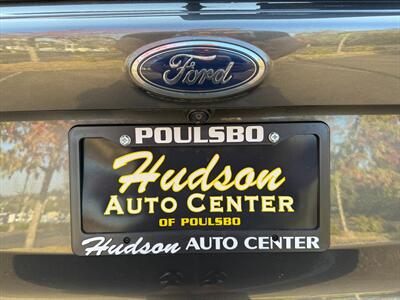 Ford
POULSBO
Hudson
AUTO CENTER
OF POULSBO
Hudson AUTO CENTER